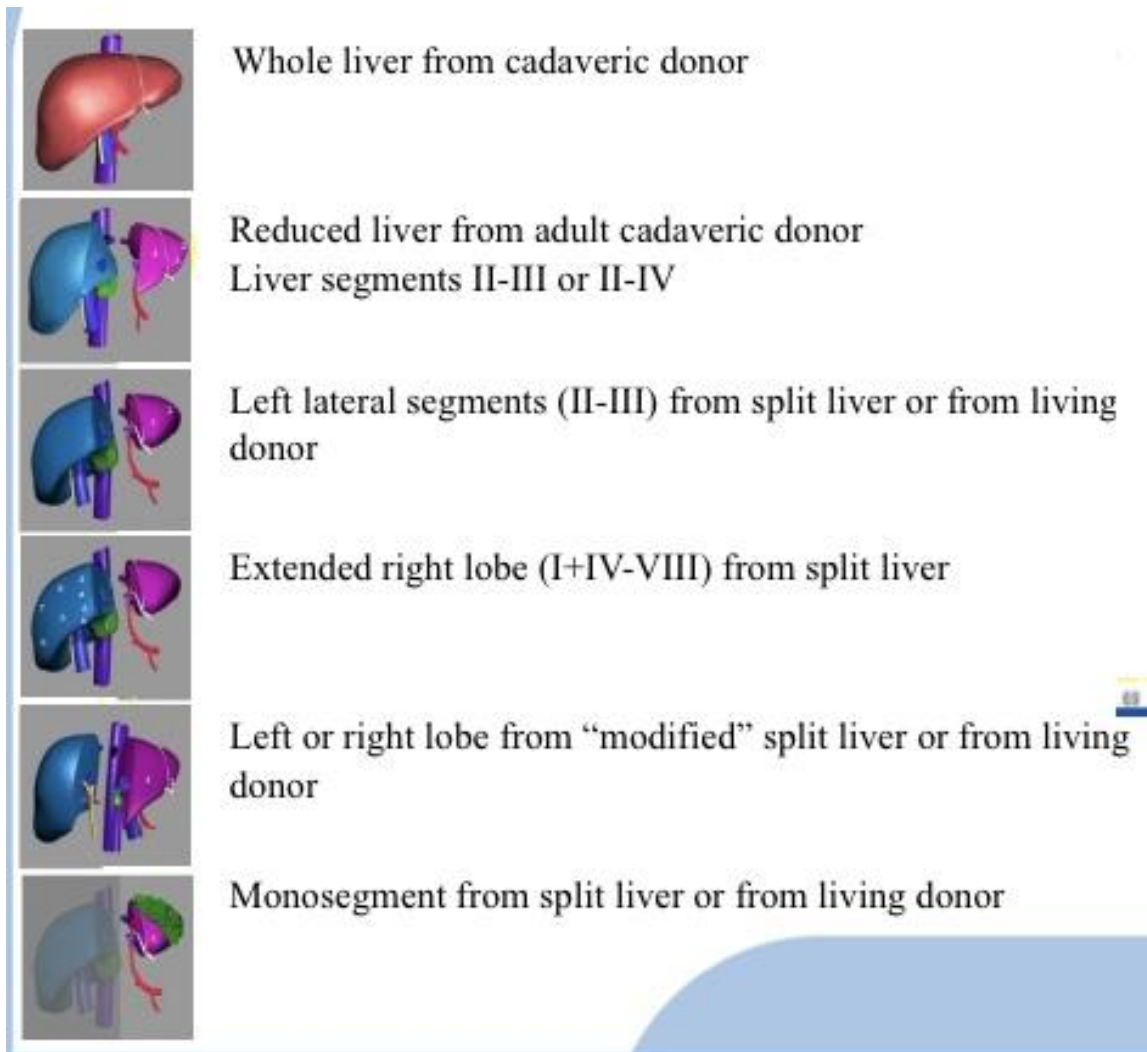 Whole liver from cadaveric donor
Reduced liver from adult cadaveric donor
Liver segments II-III or II-IV
Left lateral segments (II-III) from split liver or from living
donor
Extended right lobe (I+IV-VIII) from split liver
Left or right lobe from “modified” split liver or from living
donor
Monosegment from split liver or from living donor